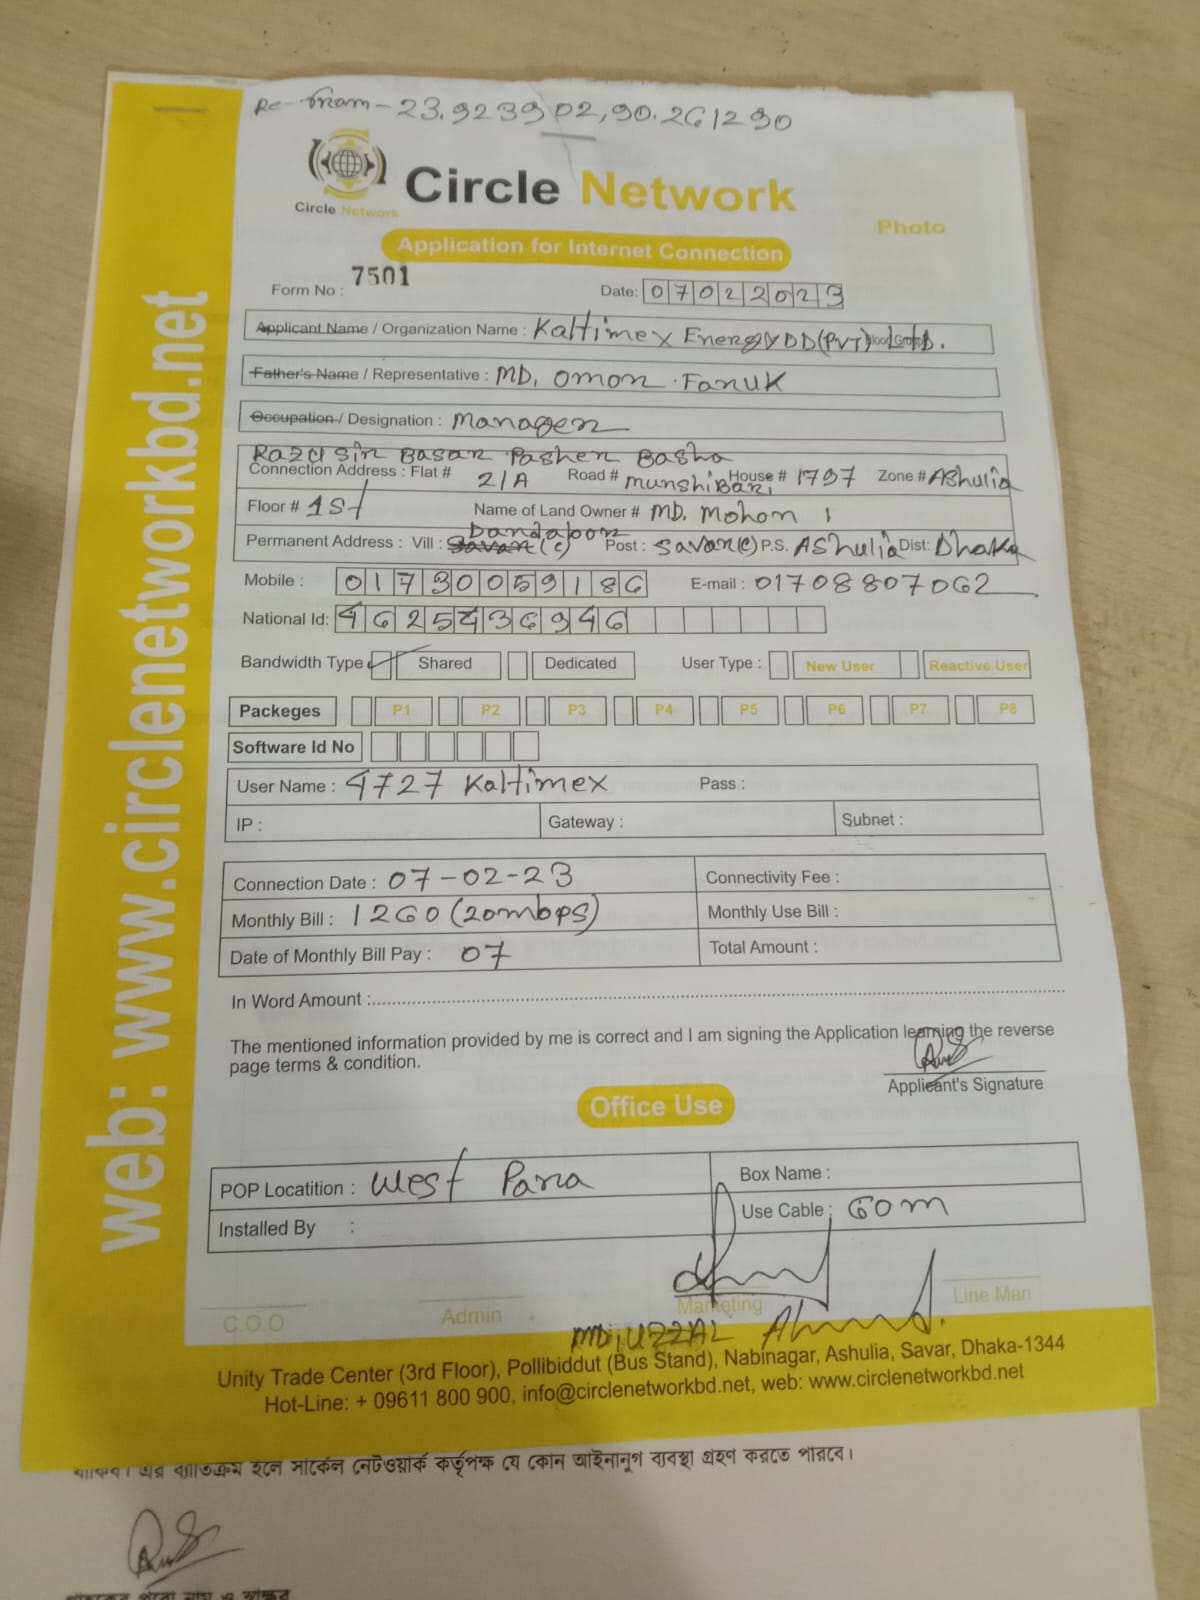 23.923902,90.261290
Circle Network
Circle Network
Photo
Application for Internet Connection
Form No : 7501
Date: 07022023
Applicant Name / Organization Name : Kaltimex Energy BD (PVT) Ltd.
Father's Name / Representative : MD. Omor Faruk
Occupation / Designation : Manager
Razu Sir Basar Pasher Basha
Connection Address : Flat # 21A Road # munshibari House # 1797 Zone # AShulia
Floor # 1St Name of Land Owner # MD. Mohon
Permanent Address : Vill : Savar (c) Post : Savar(c) P.S. AShulia Dist: Dhaka
Mobile : 01730059186 E-mail : 01708807062
National Id: 4625436946
Bandwidth Type Shared Dedicated User Type : New User Reactive User
Packeges P1 P2 P3 P4 P5 P6 P7 P8
Software Id No
User Name : 4727 Kaltimex Pass :
IP : Gateway : Subnet :
Connection Date : 07-02-23 Connectivity Fee :
Monthly Bill : 1260 (20mbps) Monthly Use Bill :
Date of Monthly Bill Pay : 07 Total Amount :
In Word Amount :
The mentioned information provided by me is correct and I am signing the Application learning the reverse
page terms & condition.
Applicant's Signature
Office Use
POP Locatition : West Para Box Name :
Installed By : Use Cable : 60m
C.O.O Admin Marketing Line Man
MD. UZZAL Ahmed.
Unity Trade Center (3rd Floor), Pollibiddut (Bus Stand), Nabinagar, Ashulia, Savar, Dhaka-1344
Hot-Line: + 09611 800 900, info@circlenetworkbd.net, web: www.circlenetworkbd.net
web: www.circlenetworkbd.net
ব্যতিক্রম হলে সার্কেল নেটওয়ার্ক কর্তৃপক্ষ যে কোন আইনানুগ ব্যবস্থা গ্রহণ করতে পারবে।